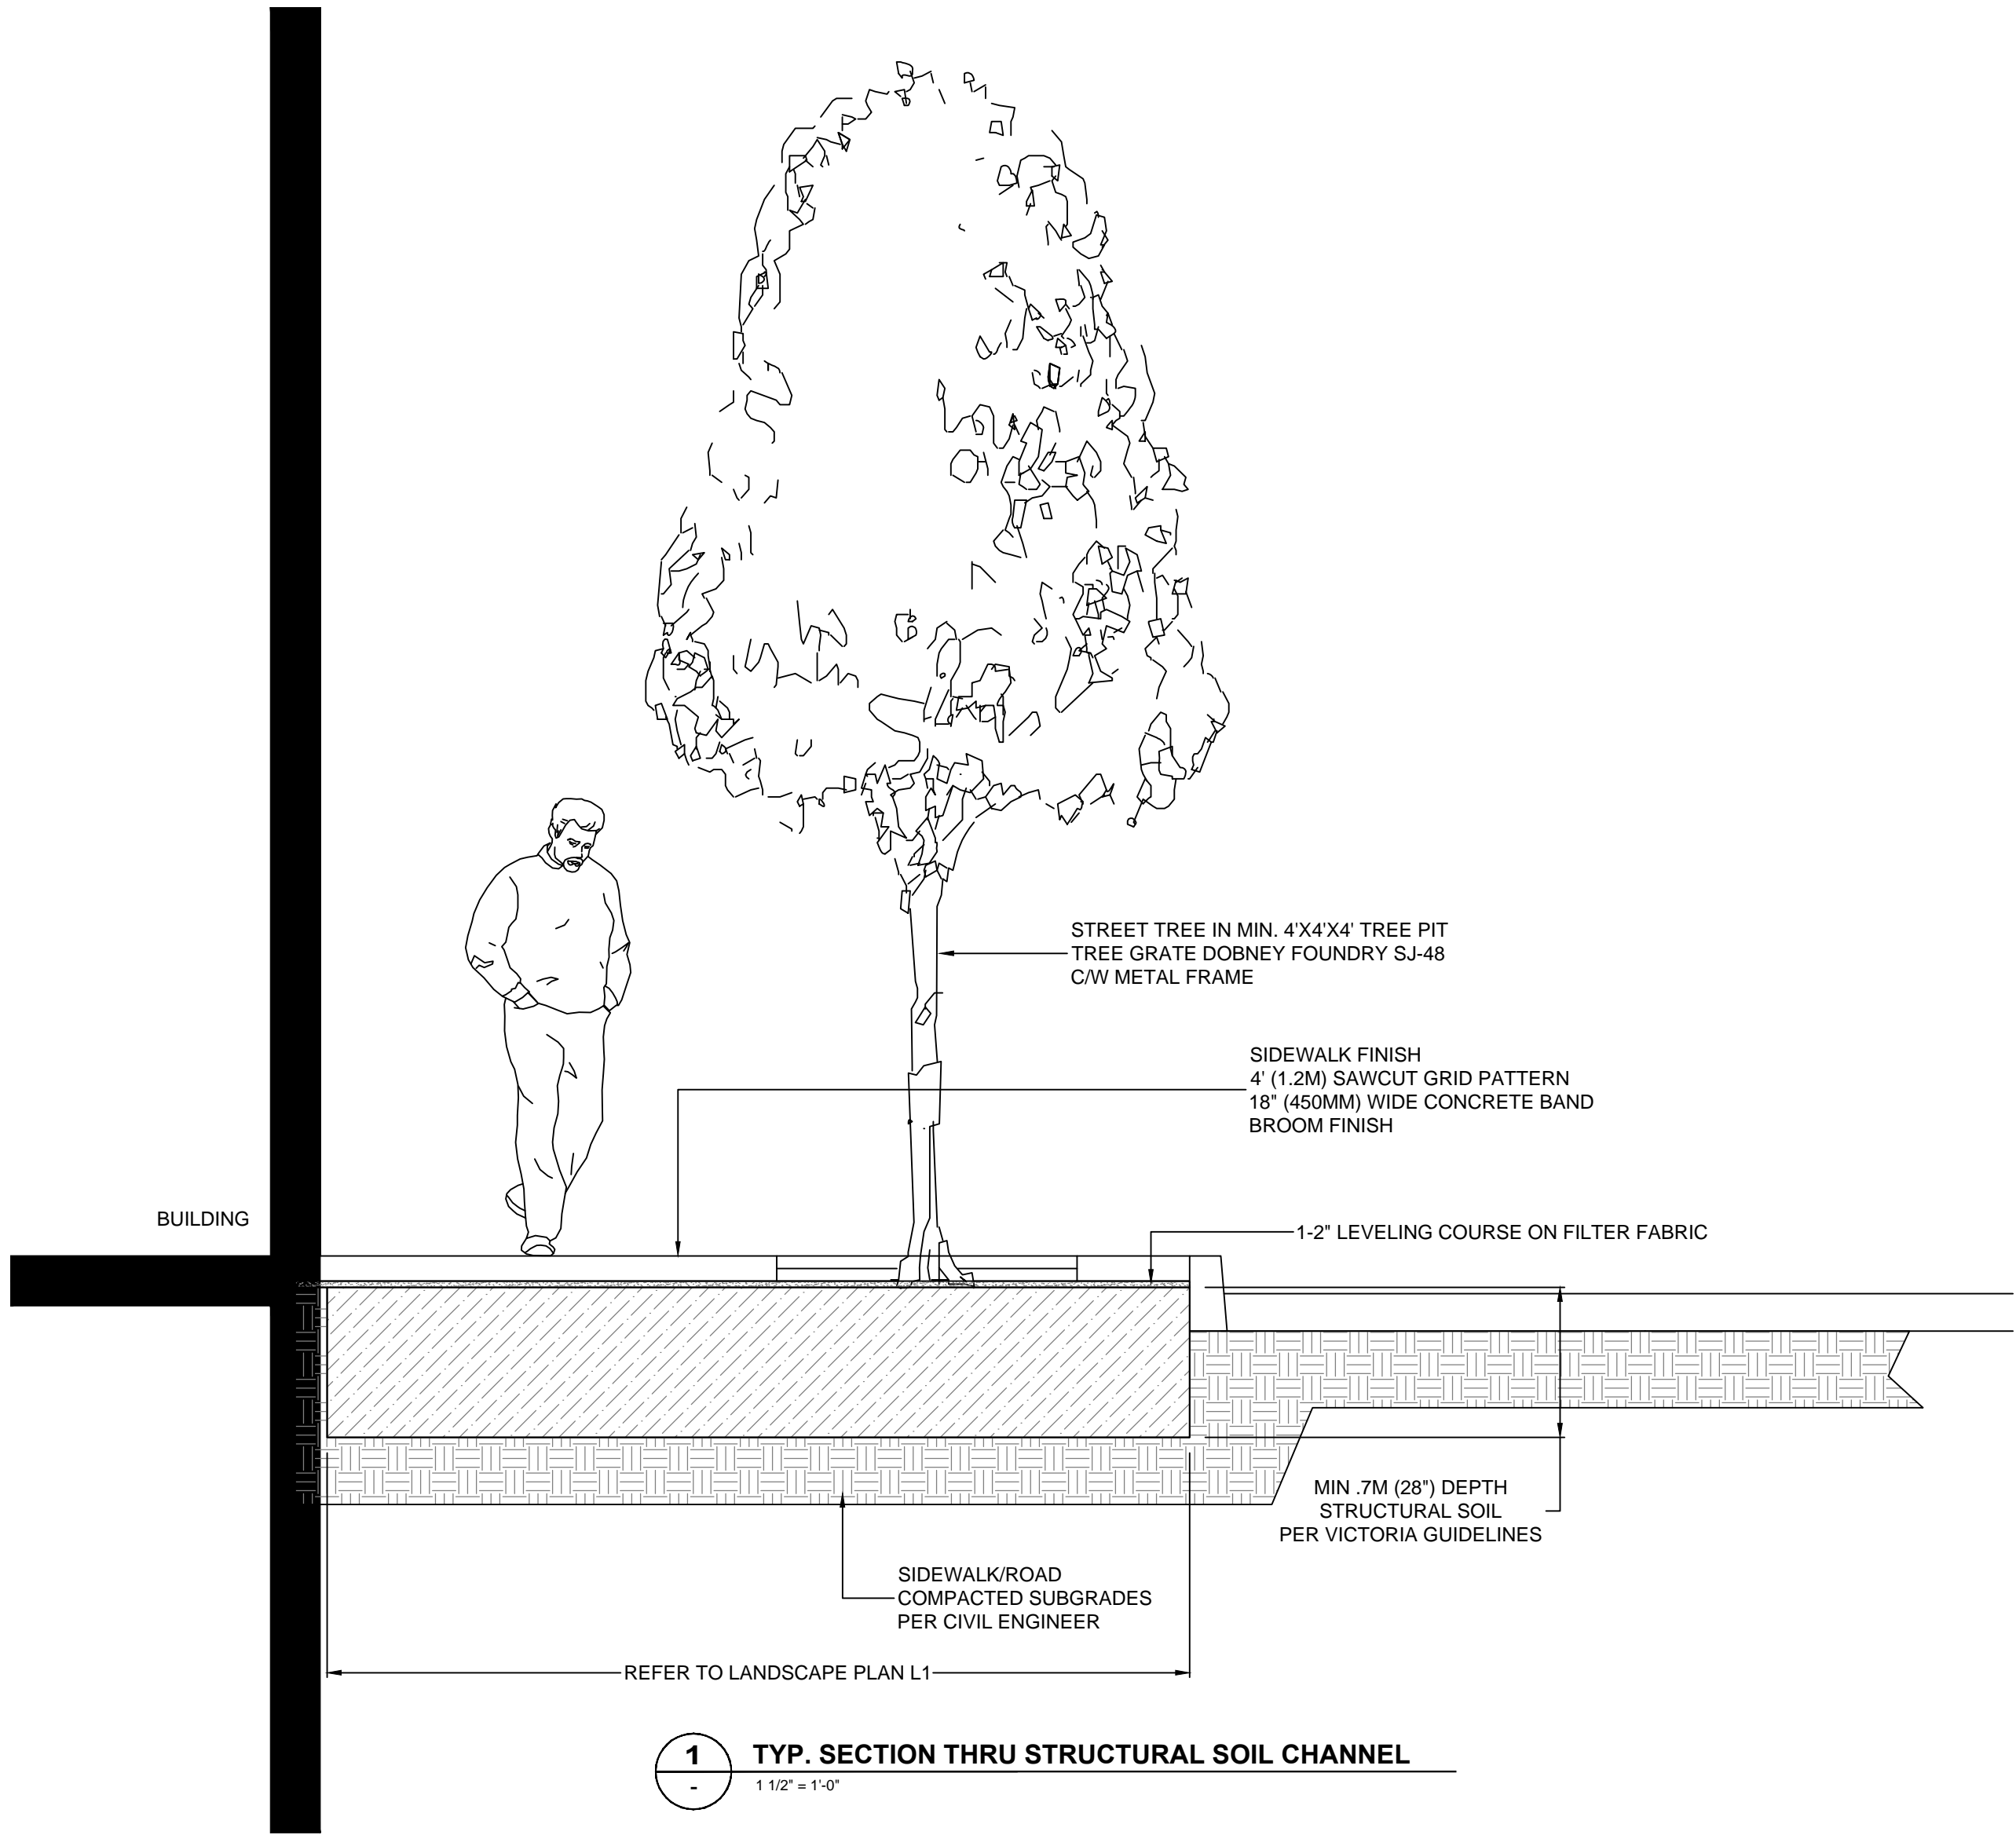 STREET TREE IN MIN. 4'X4'X4' TREE PIT
TREE GRATE DOBNEY FOUNDRY SJ-48
C/W METAL FRAME
SIDEWALK FINISH
4' (1.2M) SAWCUT GRID PATTERN
18" (450MM) WIDE CONCRETE BAND
BROOM FINISH
BUILDING
1-2" LEVELING COURSE ON FILTER FABRIC
MIN .7M (28") DEPTH
STRUCTURAL SOIL
PER VICTORIA GUIDELINES
SIDEWALK/ROAD
COMPACTED SUBGRADES
PER CIVIL ENGINEER
REFER TO LANDSCAPE PLAN L1
1
-
TYP. SECTION THRU STRUCTURAL SOIL CHANNEL
1 1/2" = 1'-0"